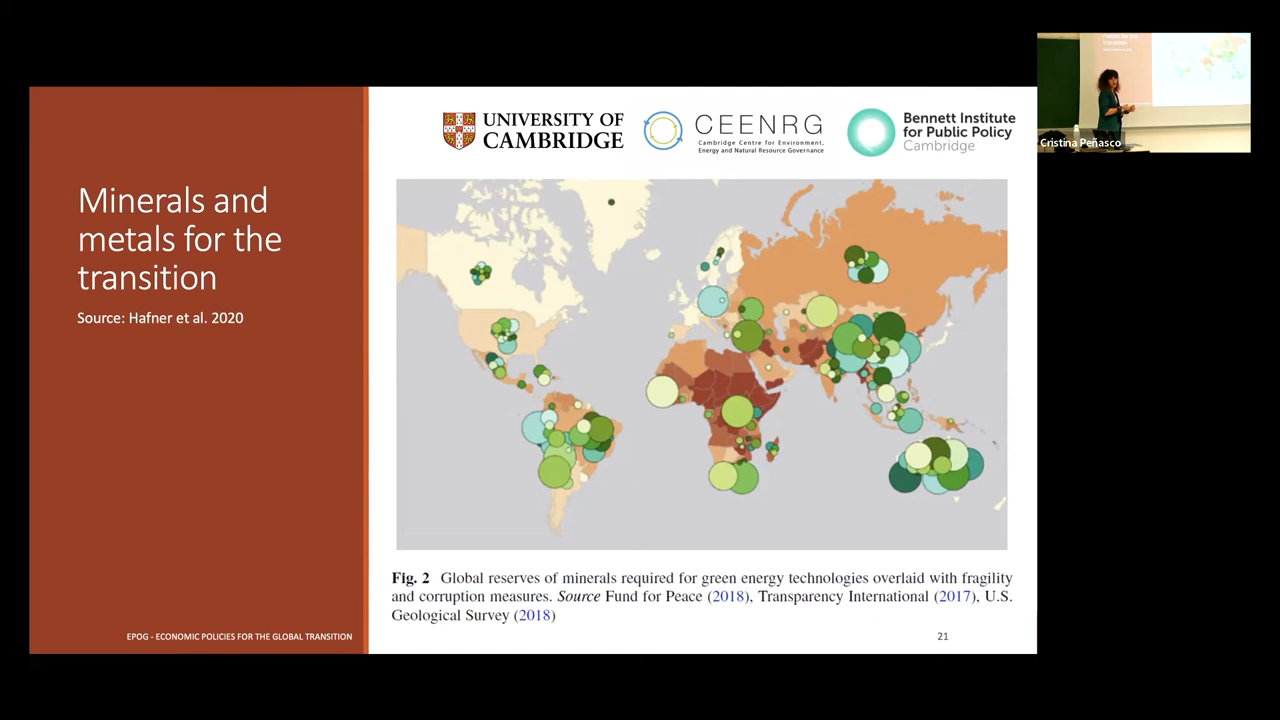 Minerals and
metals for the
transition
Source: Hafner et al. 2020
UNIVERSITY OF
CAMBRIDGE
CEENRG
Cambridge Centre for Environment,
Energy and Natural Resource Governance
Bennett Institute
for Public Policy
Cambridge
Cristina Peñasco
Fig. 2 Global reserves of minerals required for green energy technologies overlaid with fragility
and corruption measures. Source Fund for Peace (2018), Transparency International (2017), U.S.
Geological Survey (2018)
EPOG - ECONOMIC POLICIES FOR THE GLOBAL TRANSITION
21